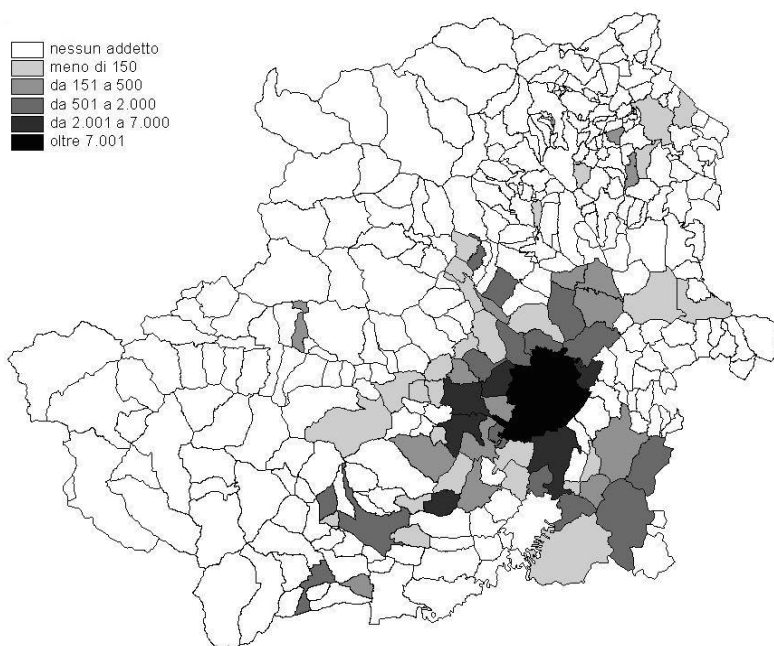 nessun addetto
meno di 150
da 151 a 500
da 501 a 2.000
da 2.001 a 7.000
oltre 7.001